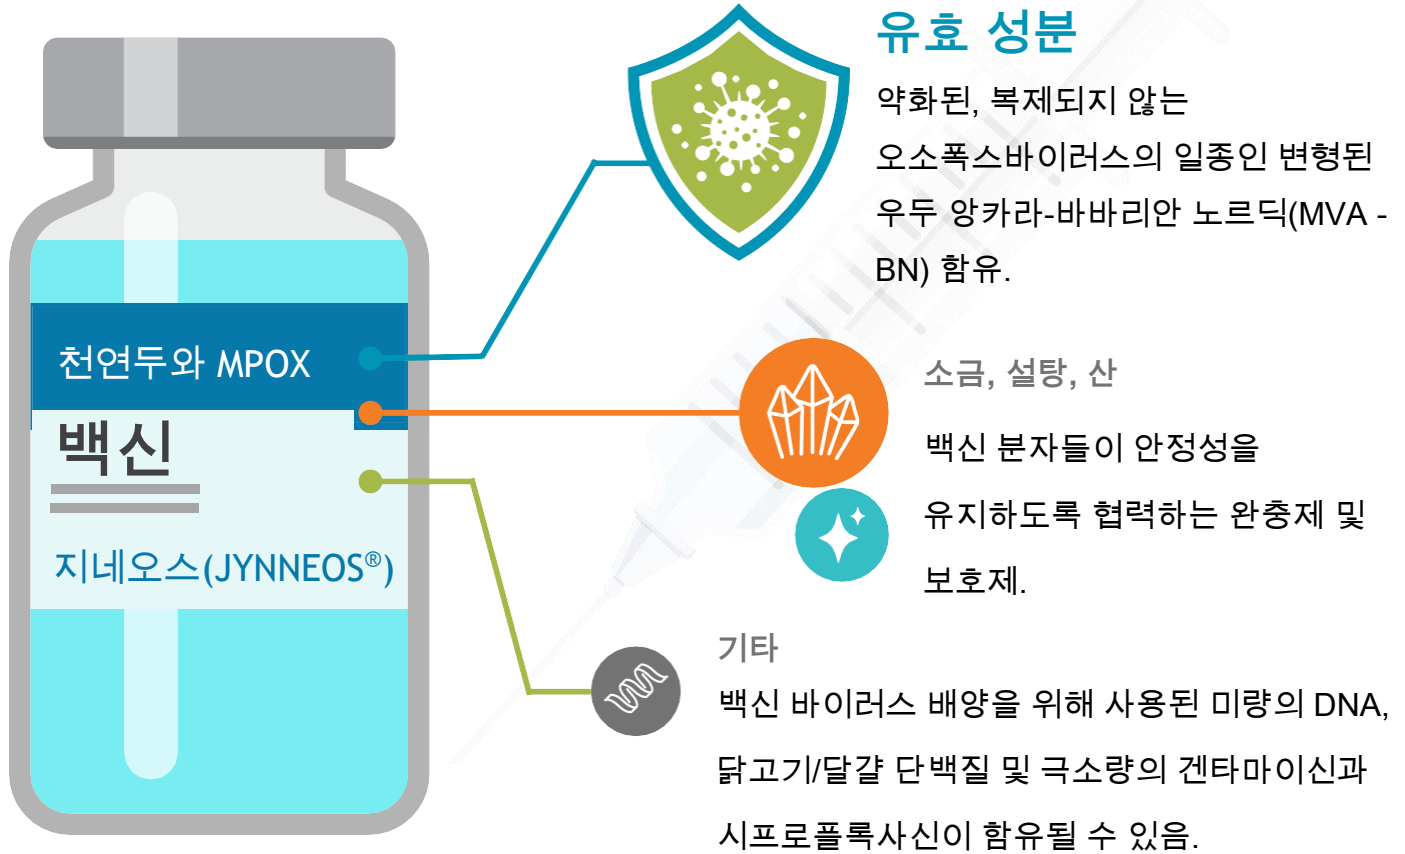 유효 성분
약화된, 복제되지 않는
오소폭스바이러스의 일종인 변형된
우두 앙카라-바바리안 노르딕(MVA -
BN) 함유.
천연두와 MPOX
백신
지네오스(JYNNEOS®)
소금, 설탕, 산
백신 분자들이 안정성을
유지하도록 협력하는 완충제 및
보호제.
기타
백신 바이러스 배양을 위해 사용된 미량의 DNA,
닭고기/달걀 단백질 및 극소량의 겐타마이신과
시프로플록사신이 함유될 수 있음.